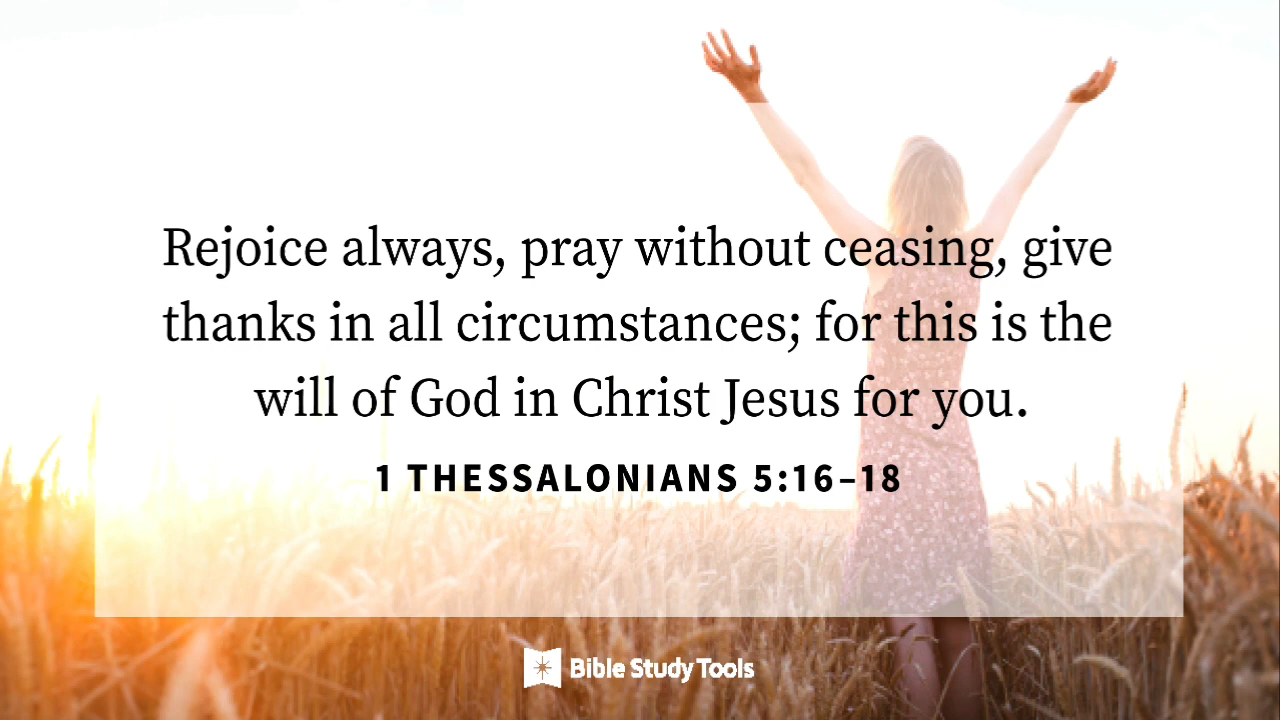 Rejoice always, pray without ceasing, give
thanks in all circumstances; for this is the
will of God in Christ Jesus for you.
1 THESSALONIANS 5:16–18
Bible Study Tools